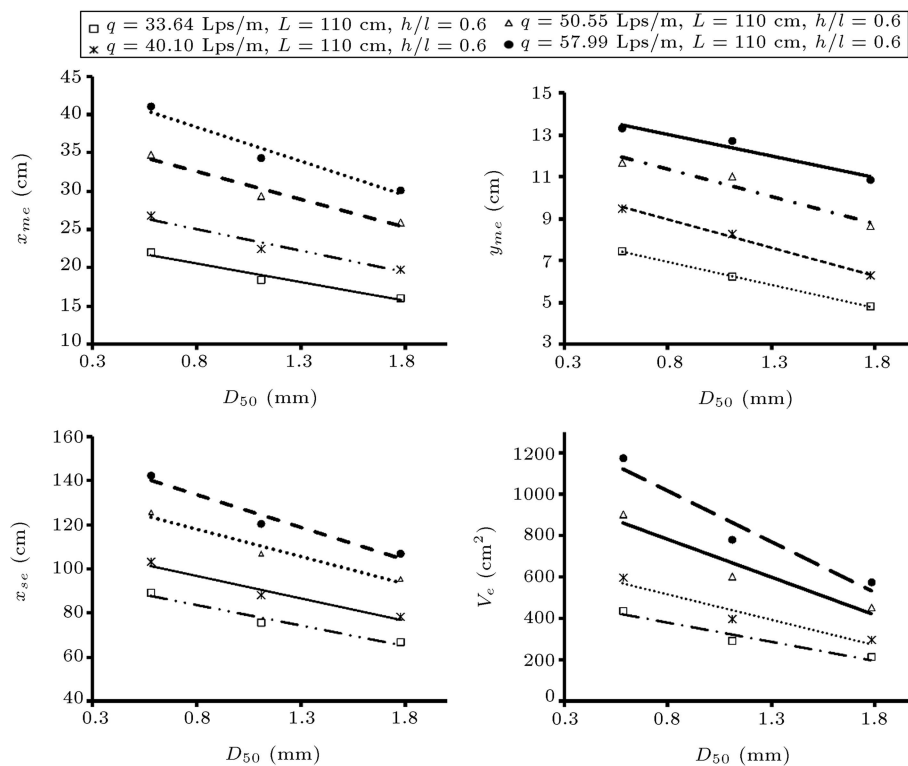 q = 33.64 Lps/m, L = 110 cm, h/l = 0.6
q = 50.55 Lps/m, L = 110 cm, h/l = 0.6
q = 40.10 Lps/m, L = 110 cm, h/l = 0.6
q = 57.99 Lps/m, L = 110 cm, h/l = 0.6
45
40
35
30
25
20
15
10
x_me (cm)
0.3 0.8 1.3 1.8
D_50 (mm)
15
13
11
9
7
5
3
y_me (cm)
0.3 0.8 1.3 1.8
D_50 (mm)
160
140
120
100
80
60
40
x_se (cm)
0.3 0.8 1.3 1.8
D_50 (mm)
1200
1000
800
600
400
200
0
V_e (cm²)
0.3 0.8 1.3 1.8
D_50 (mm)